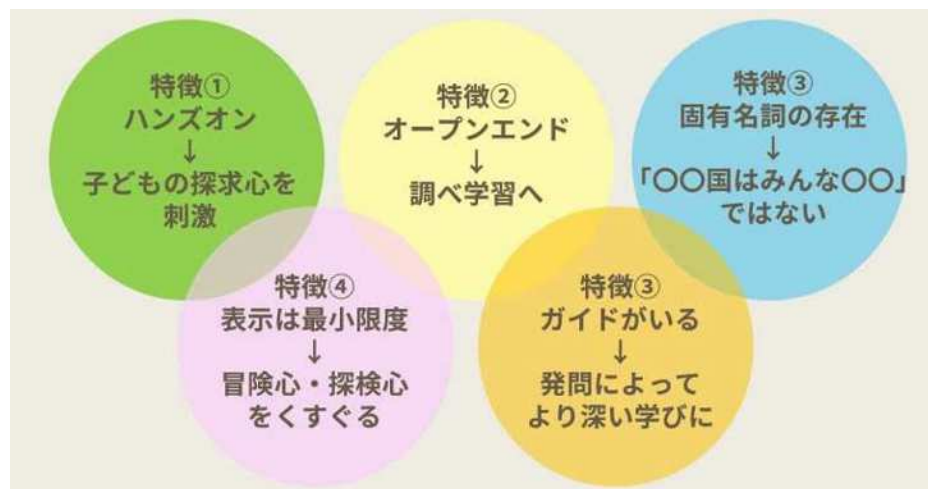 特徴①
ハンズオン
↓
子どもの探求心を
刺激
特徴②
オープンエンド
↓
調べ学習へ
特徴③
固有名詞の存在
↓
「〇〇国はみんな〇〇」
ではない
特徴④
表示は最小限度
↓
冒険心・探検心
をくすぐる
特徴③
ガイドがいる
↓
発問によって
より深い学びに